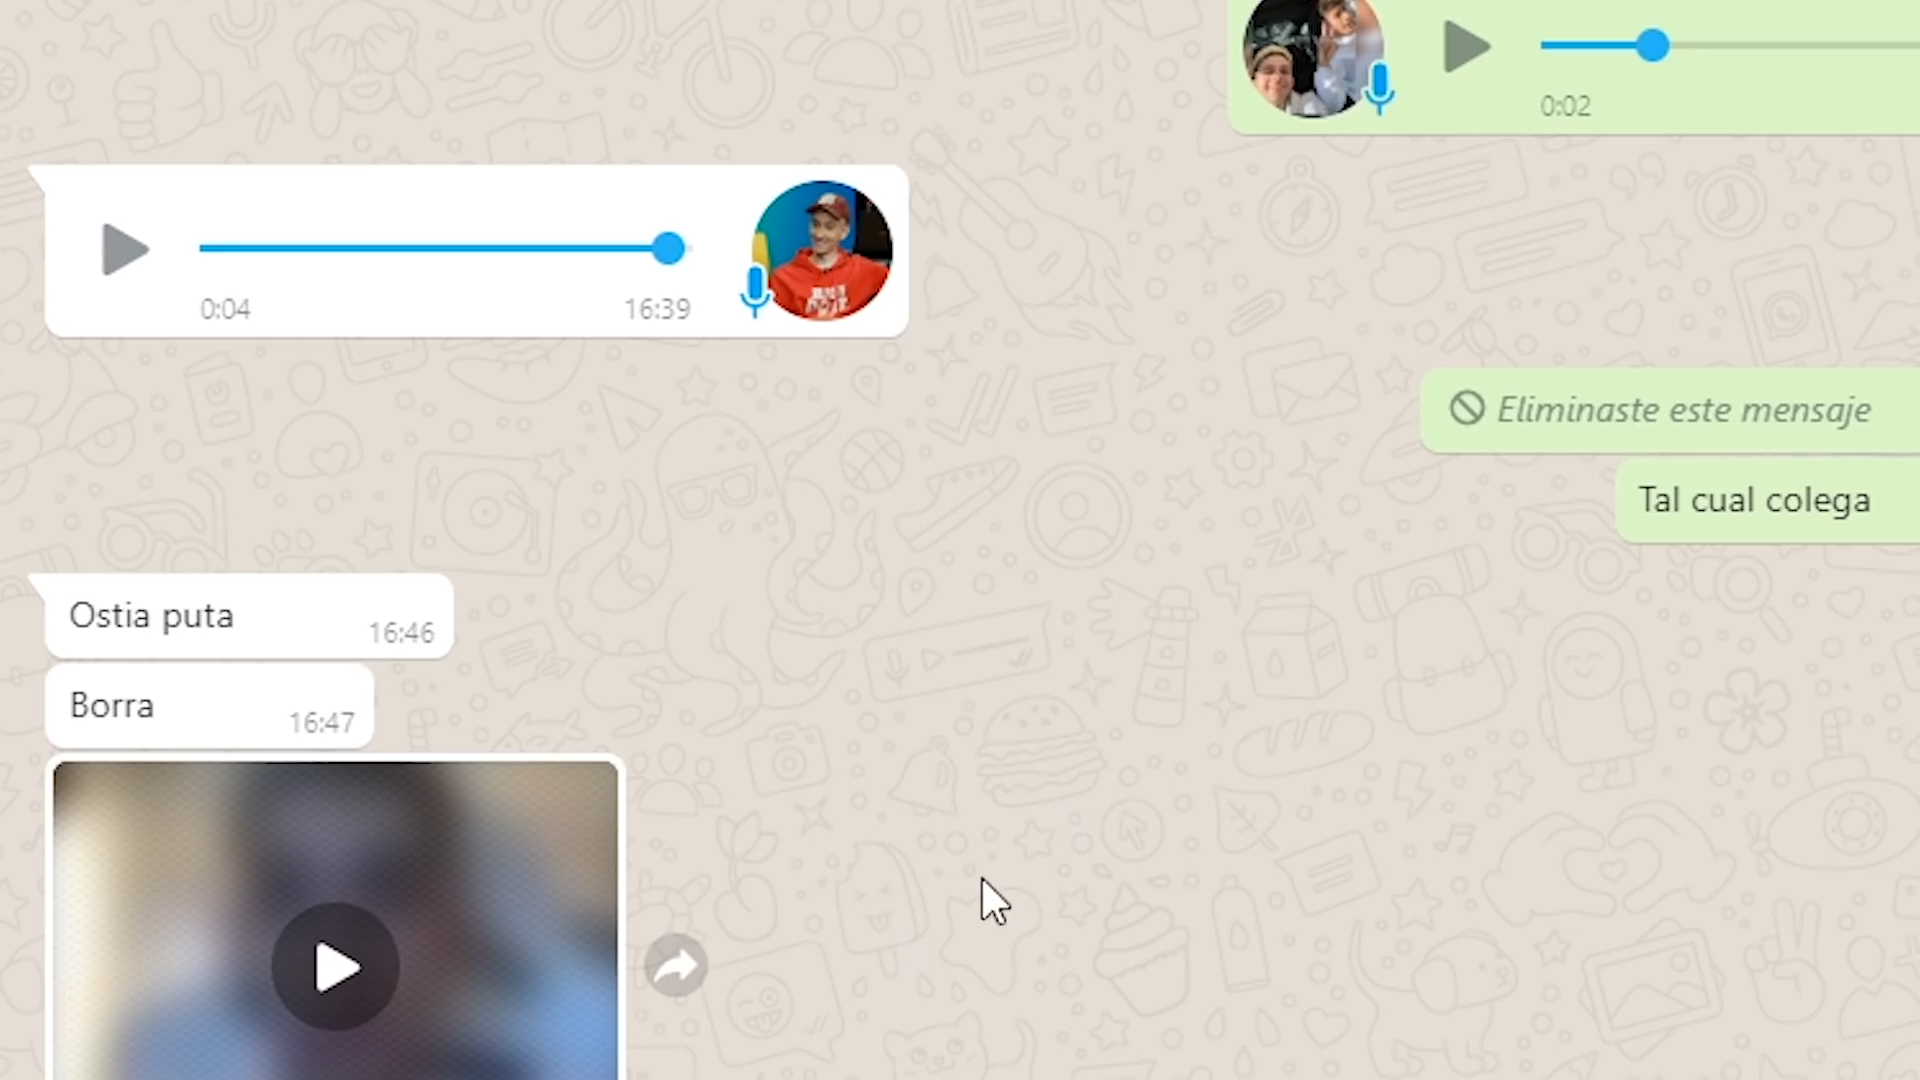 0:02
0:04 16:39
Eliminaste este mensaje
Tal cual colega
Ostia puta 16:46
Borra 16:47